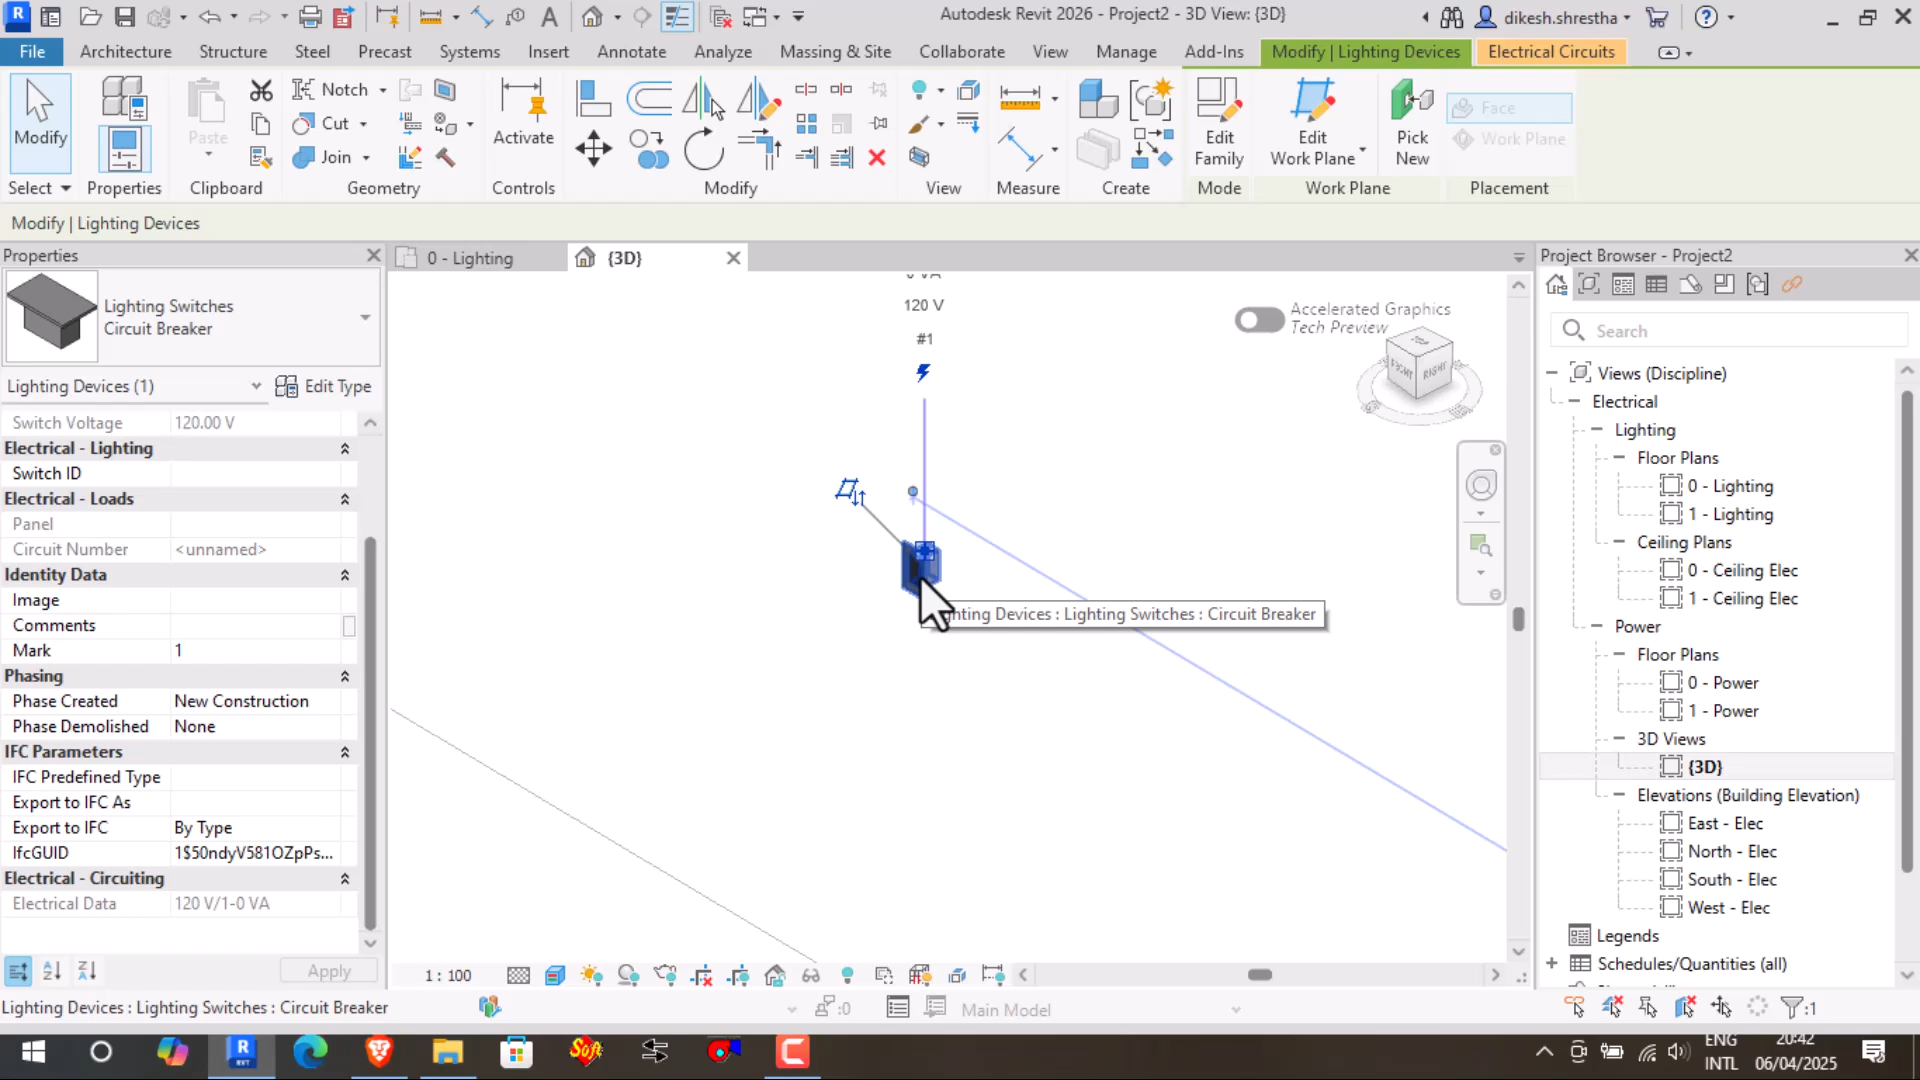 Autodesk Revit 2026 - Project2 - 3D View: {3D}
dikesh.shrestha
File
Architecture
Structure
Steel
Precast
Systems
Insert
Annotate
Analyze
Massing & Site
Collaborate
View
Manage
Add-Ins
Modify | Lighting Devices
Electrical Circuits
Modify
Paste
Notch
Cut
Join
Activate
Edit
Family
Edit
Work Plane
Pick
New
Face
Work Plane
Select
Properties
Clipboard
Geometry
Controls
Modify
View
Measure
Create
Mode
Work Plane
Placement
Modify | Lighting Devices
Properties
Lighting Switches
Circuit Breaker
Lighting Devices (1)
Edit Type
Switch Voltage 120.00 V
Electrical - Lighting
Switch ID
Electrical - Loads
Panel
Circuit Number <unnamed>
Identity Data
Image
Comments
Mark 1
Phasing
Phase Created New Construction
Phase Demolished None
IFC Parameters
IFC Predefined Type
Export to IFC As
Export to IFC By Type
IfcGUID 1$50ndyV581OZpPs...
Electrical - Circuiting
Electrical Data 120 V/1-0 VA
Apply
0 - Lighting
{3D}
0 VA
120 V
#1
Accelerated Graphics
Tech Preview
TOP
FRONT
RIGHT
Lighting Devices : Lighting Switches : Circuit Breaker
1 : 100
Project Browser - Project2
Search
Views (Discipline)
Electrical
Lighting
Floor Plans
0 - Lighting
1 - Lighting
Ceiling Plans
0 - Ceiling Elec
1 - Ceiling Elec
Power
Floor Plans
0 - Power
1 - Power
3D Views
{3D}
Elevations (Building Elevation)
East - Elec
North - Elec
South - Elec
West - Elec
Legends
Schedules/Quantities (all)
Lighting Devices : Lighting Switches : Circuit Breaker
:0
Main Model
:1
ENG
INTL
20:42
06/04/2025